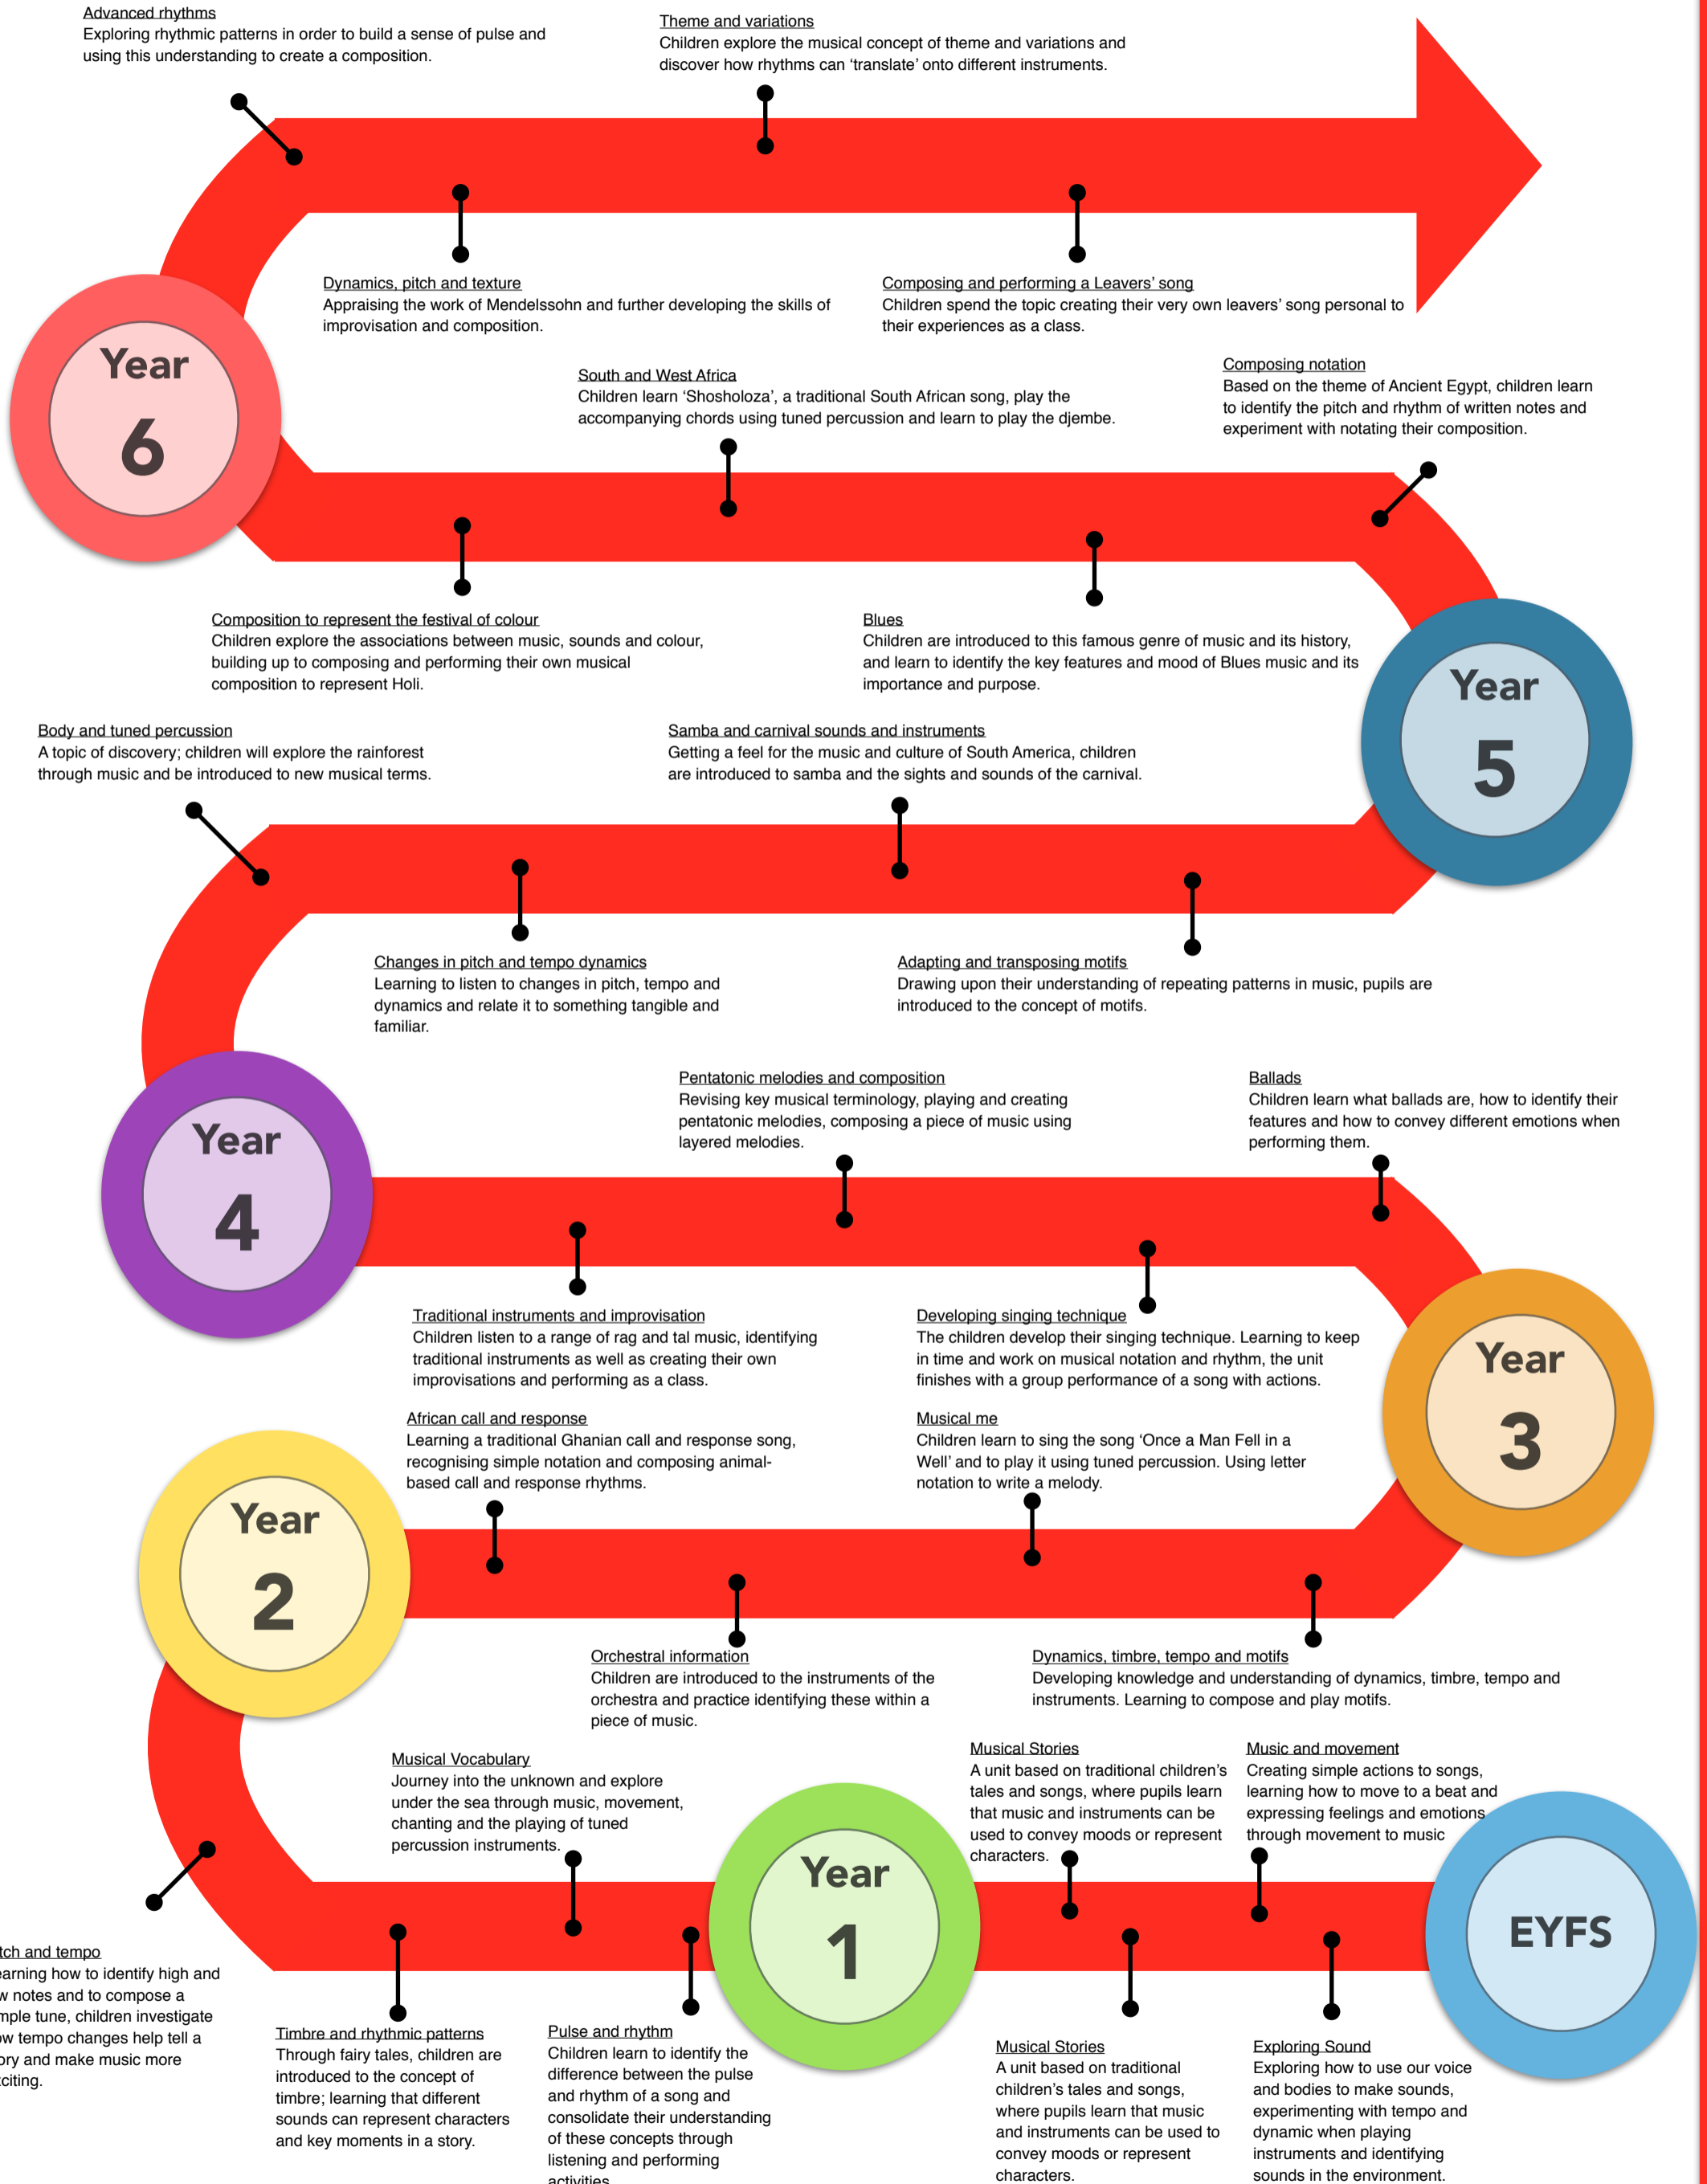 Advanced rhythms
Exploring rhythmic patterns in order to build a sense of pulse and
using this understanding to create a composition.
Theme and variations
Children explore the musical concept of theme and variations and
discover how rhythms can ‘translate’ onto different instruments.
Dynamics, pitch and texture
Appraising the work of Mendelssohn and further developing the skills of
improvisation and composition.
Composing and performing a Leavers’ song
Children spend the topic creating their very own leavers’ song personal to
their experiences as a class.
Year
6
South and West Africa
Children learn ‘Shosholoza’, a traditional South African song, play the
accompanying chords using tuned percussion and learn to play the djembe.
Composing notation
Based on the theme of Ancient Egypt, children learn
to identify the pitch and rhythm of written notes and
experiment with notating their composition.
Composition to represent the festival of colour
Children explore the associations between music, sounds and colour,
building up to composing and performing their own musical
composition to represent Holi.
Blues
Children are introduced to this famous genre of music and its history,
and learn to identify the key features and mood of Blues music and its
importance and purpose.
Year
5
Body and tuned percussion
A topic of discovery; children will explore the rainforest
through music and be introduced to new musical terms.
Samba and carnival sounds and instruments
Getting a feel for the music and culture of South America, children
are introduced to samba and the sights and sounds of the carnival.
Changes in pitch and tempo dynamics
Learning to listen to changes in pitch, tempo and
dynamics and relate it to something tangible and
familiar.
Adapting and transposing motifs
Drawing upon their understanding of repeating patterns in music, pupils are
introduced to the concept of motifs.
Year
4
Pentatonic melodies and composition
Revising key musical terminology, playing and creating
pentatonic melodies, composing a piece of music using
layered melodies.
Ballads
Children learn what ballads are, how to identify their
features and how to convey different emotions when
performing them.
Traditional instruments and improvisation
Children listen to a range of rag and tal music, identifying
traditional instruments as well as creating their own
improvisations and performing as a class.
Developing singing technique
The children develop their singing technique. Learning to keep
in time and work on musical notation and rhythm, the unit
finishes with a group performance of a song with actions.
Year
3
African call and response
Learning a traditional Ghanian call and response song,
recognising simple notation and composing animal-
based call and response rhythms.
Musical me
Children learn to sing the song ‘Once a Man Fell in a
Well’ and to play it using tuned percussion. Using letter
notation to write a melody.
Year
2
Orchestral information
Children are introduced to the instruments of the
orchestra and practice identifying these within a
piece of music.
Dynamics, timbre, tempo and motifs
Developing knowledge and understanding of dynamics, timbre, tempo and
instruments. Learning to compose and play motifs.
Musical Vocabulary
Journey into the unknown and explore
under the sea through music, movement,
chanting and the playing of tuned
percussion instruments.
Year
1
Musical Stories
A unit based on traditional children’s
tales and songs, where pupils learn
that music and instruments can be
used to convey moods or represent
characters.
Music and movement
Creating simple actions to songs,
learning how to move to a beat and
expressing feelings and emotions
through movement to music
EYFS
tch and tempo
earning how to identify high and
w notes and to compose a
mple tune, children investigate
ow tempo changes help tell a
ory and make music more
citing.
Timbre and rhythmic patterns
Through fairy tales, children are
introduced to the concept of
timbre; learning that different
sounds can represent characters
and key moments in a story.
Pulse and rhythm
Children learn to identify the
difference between the pulse
and rhythm of a song and
consolidate their understanding
of these concepts through
listening and performing
activities.
Musical Stories
A unit based on traditional
children’s tales and songs,
where pupils learn that music
and instruments can be used to
convey moods or represent
characters.
Exploring Sound
Exploring how to use our voice
and bodies to make sounds,
experimenting with tempo and
dynamic when playing
instruments and identifying
sounds in the environment.